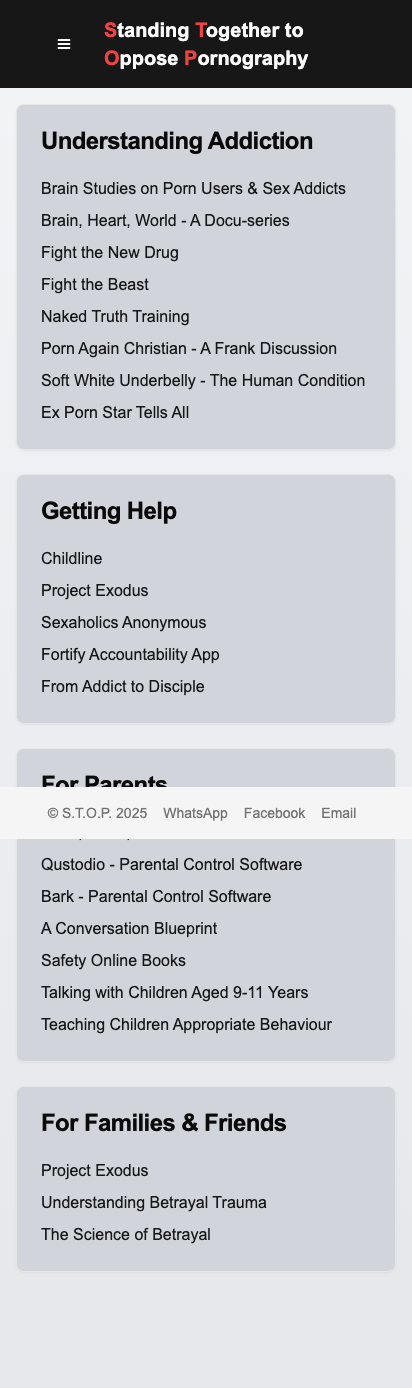 Standing Together to
Oppose Pornography
Understanding Addiction
Brain Studies on Porn Users & Sex Addicts
Brain, Heart, World - A Docu-series
Fight the New Drug
Fight the Beast
Naked Truth Training
Porn Again Christian - A Frank Discussion
Soft White Underbelly - The Human Condition
Ex Porn Star Tells All
Getting Help
Childline
Project Exodus
Sexaholics Anonymous
Fortify Accountability App
From Addict to Disciple
For Parents
© S.T.O.P. 2025 WhatsApp Facebook Email
Qustodio - Parental Control Software
Bark - Parental Control Software
A Conversation Blueprint
Safety Online Books
Talking with Children Aged 9-11 Years
Teaching Children Appropriate Behaviour
For Families & Friends
Project Exodus
Understanding Betrayal Trauma
The Science of Betrayal